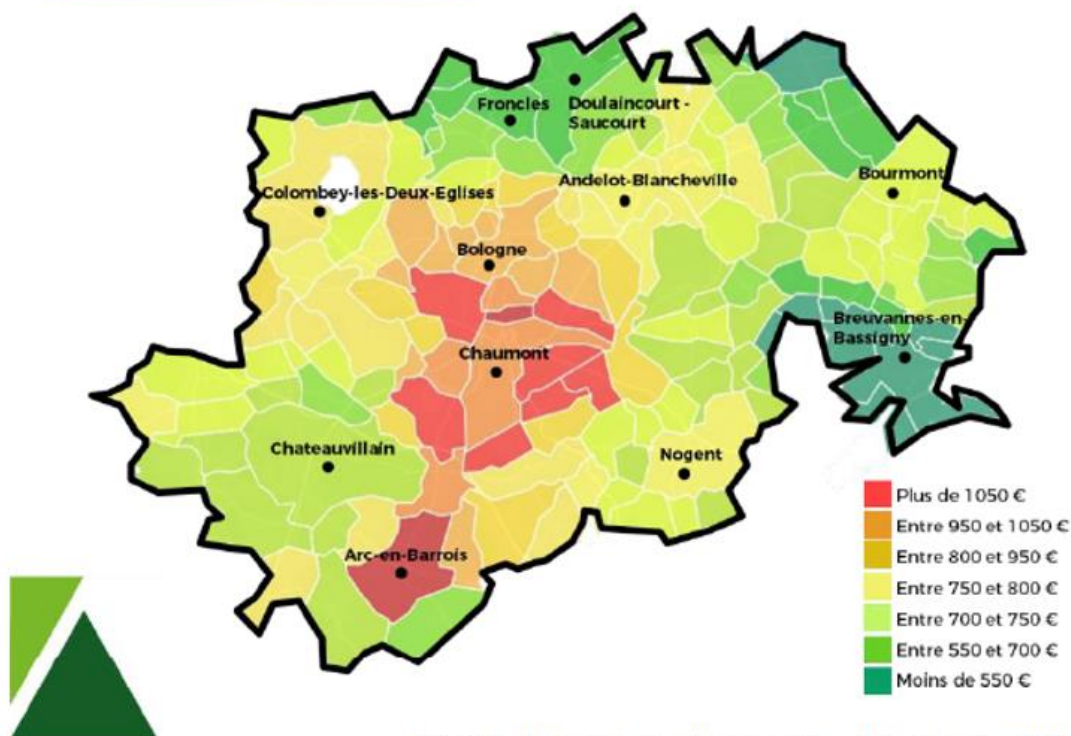 Froncles
Doulaincourt -
Saucourt
Colombey-les-Deux-Eglises
Andelot-Blancheville
Bourmont
Bologne
Breuvannes-en-
Bassigny
Chaumont
Chateauvillain
Nogent
Arc-en-Barrois
Plus de 1050 €
Entre 950 et 1050 €
Entre 800 et 950 €
Entre 750 et 800 €
Entre 700 et 750 €
Entre 550 et 700 €
Moins de 550 €